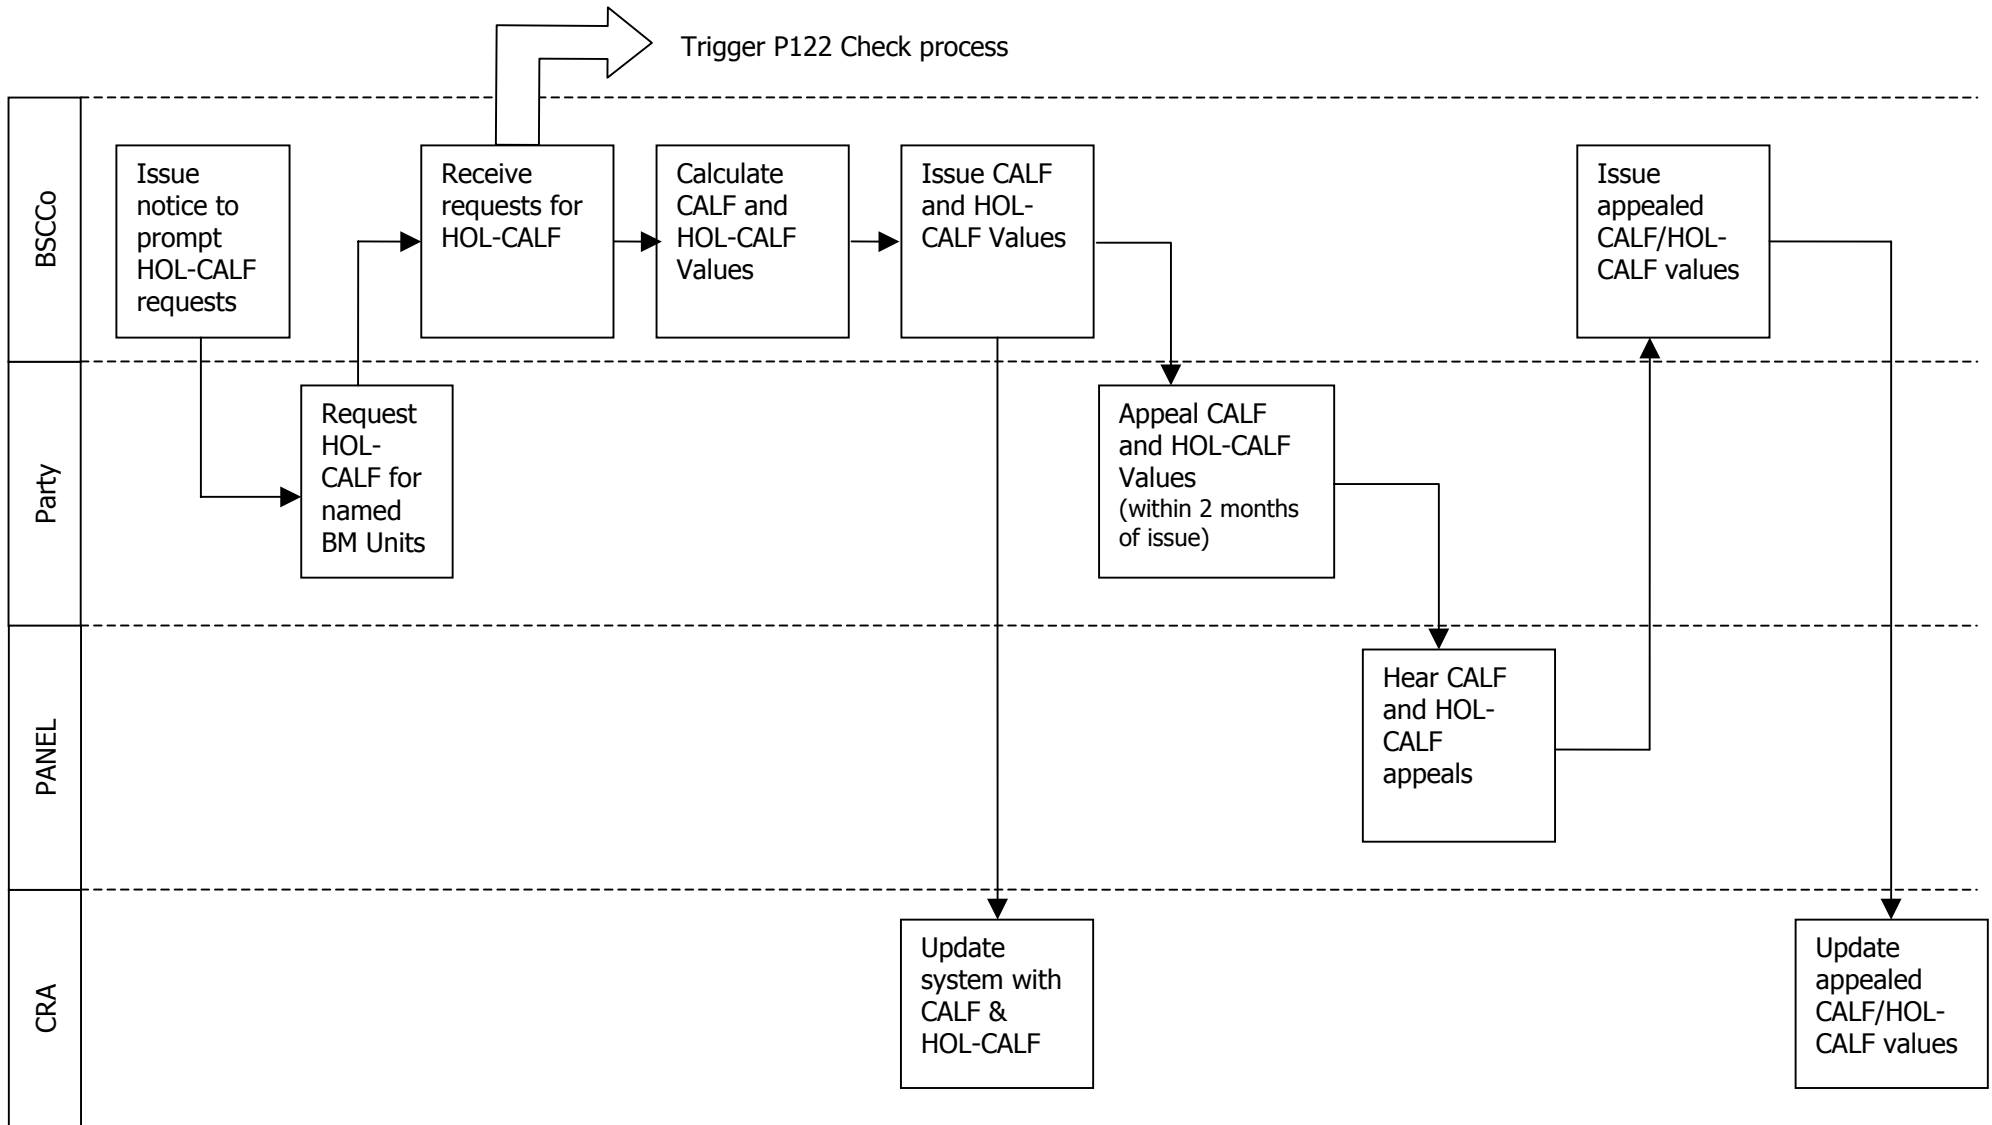 Trigger P122 Check process
BSCCo
Issue
notice to
prompt
HOL-CALF
requests
Receive
requests for
HOL-CALF
Calculate
CALF and
HOL-CALF
Values
Issue CALF
and HOL-
CALF Values
Issue
appealed
CALF/HOL-
CALF values
Party
Request
HOL-
CALF for
named
BM Units
Appeal CALF
and HOL-CALF
Values
(within 2 months
of issue)
PANEL
Hear CALF
and HOL-
CALF
appeals
CRA
Update
system with
CALF &
HOL-CALF
Update
appealed
CALF/HOL-
CALF values